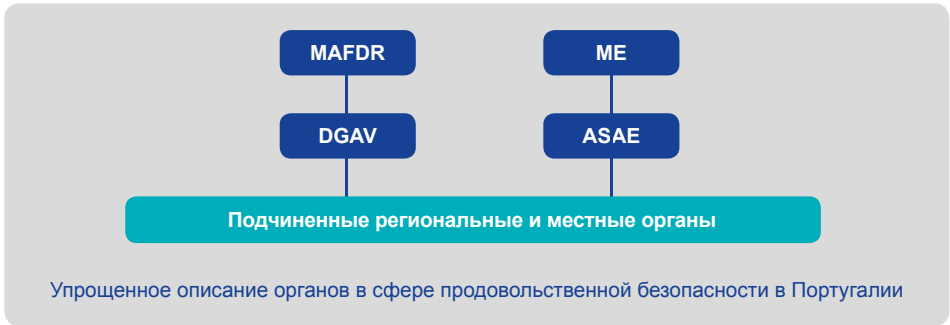 MAFDR
ME
DGAV
ASAE
Подчиненные региональные и местные органы
Упрощенное описание органов в сфере продовольственной безопасности в Португалии